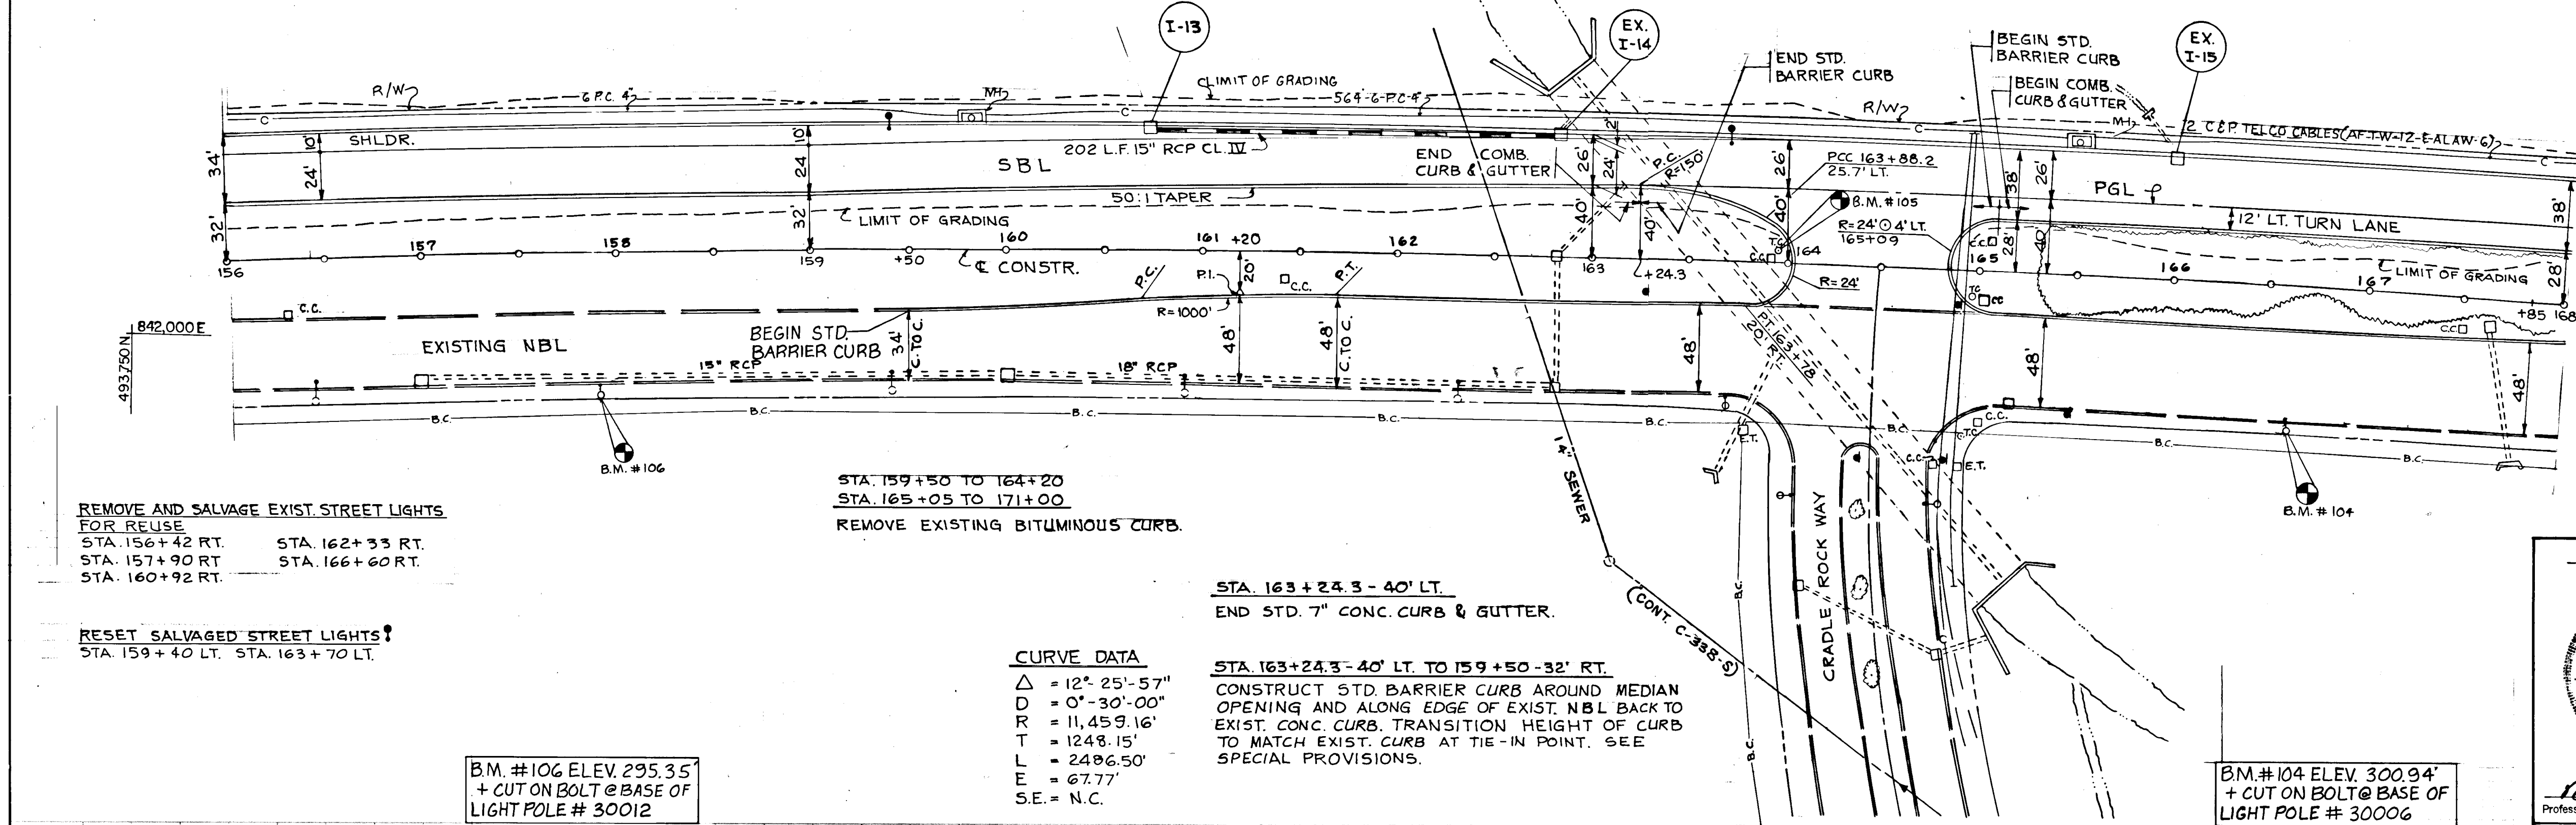 I-13
EX.
I-14
EX.
I-15
END STD.
BARRIER CURB
BEGIN STD.
BARRIER CURB
BEGIN COMB.
CURB & GUTTER
R/W
6 P.C. 4"
MH
LIMIT OF GRADING
564'-6-P.C-4"
R/W
MH
2 C&P. TELCO CABLES (AF-T-W-12-E-ALAW-6)
C
C
C
C
C
SHLDR.
10'
24'
34'
32'
10'
24
32'
SBL
202 L.F. 15" RCP CL. IV
END COMB.
CURB & GUTTER
2'
26'
24'
40'
P.C.
R=150'
40'
26'
40'
PCC 163+88.2
25.7' LT.
B.M. #105
R=24' ⊙ 4' LT.
165+09
38'
26'
28'
40'
PGL
12' LT. TURN LANE
38'
28'
50:1 TAPER
LIMIT OF GRADING
LIMIT OF GRADING
156
157
158
159
+50
160
161
+20
162
163
+24.3
164
165
166
167
+85
168
℄ CONSTR.
P.C.
P.I.
20'
C.C.
P.T.
T.C.
C.C.
R=24'
C.C.
T.C.
CC
C.C.
R=1000'
C.C.
842,000 E
493,750 N
EXISTING NBL
BEGIN STD.
BARRIER CURB
34'
C. TO C.
48'
48'
C. TO C.
48'
P.T. 163+78
20' RT.
48'
48'
15" RCP
18" RCP
B.C.
B.C.
B.C.
B.C.
B.C.
B.C.
B.C.
B.C.
B.M. #106
E.T.
C.C.
T.C.
C.C.
E.T.
B.M. #104
14" SEWER
(CONT. C-338-S)
CRADLE ROCK WAY
B.C.
B.C.
STA. 159+50 TO 164+20
STA. 165+05 TO 171+00
REMOVE EXISTING BITUMINOUS CURB.
REMOVE AND SALVAGE EXIST. STREET LIGHTS
FOR REUSE
STA. 156+42 RT. STA. 162+33 RT.
STA. 157+90 RT STA. 166+60 RT.
STA. 160+92 RT.
RESET SALVAGED STREET LIGHTS
STA. 159+40 LT. STA. 163+70 LT.
CURVE DATA
△ = 12°-25'-57"
D = 0°-30'-00"
R = 11,459.16'
T = 1248.15'
L = 2486.50'
E = 67.77'
S.E. = N.C.
STA. 163+24.3-40' LT.
END STD. 7" CONC. CURB & GUTTER.
STA. 163+24.3-40' LT. TO 159+50-32' RT.
CONSTRUCT STD. BARRIER CURB AROUND MEDIAN
OPENING AND ALONG EDGE OF EXIST. NBL BACK TO
EXIST. CONC. CURB. TRANSITION HEIGHT OF CURB
TO MATCH EXIST. CURB AT TIE-IN POINT. SEE
SPECIAL PROVISIONS.
B.M. #106 ELEV. 295.35'
+ CUT ON BOLT @ BASE OF
LIGHT POLE # 30012
B.M. #104 ELEV. 300.94'
+ CUT ON BOLT @ BASE OF
LIGHT POLE # 30006
Profess